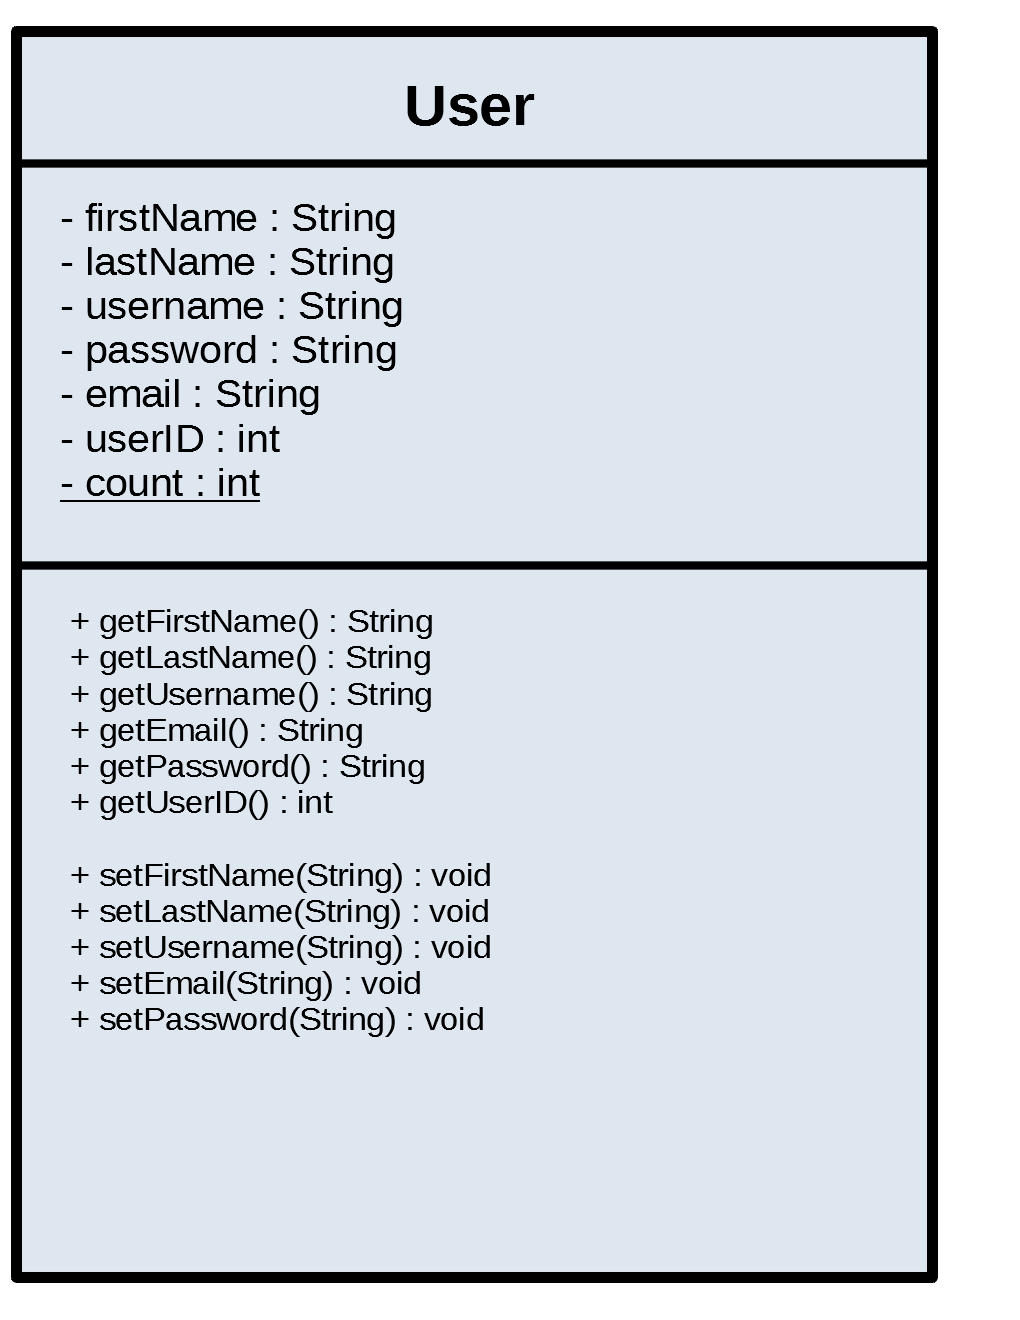 User
- firstName : String
- lastName : String
- username : String
- password : String
- email : String
- userID : int
- count : int
+ getFirstName() : String
+ getLastName() : String
+ getUsername() : String
+ getEmail() : String
+ getPassword() : String
+ getUserID() : int
+ setFirstName(String) : void
+ setLastName(String) : void
+ setUsername(String) : void
+ setEmail(String) : void
+ setPassword(String) : void